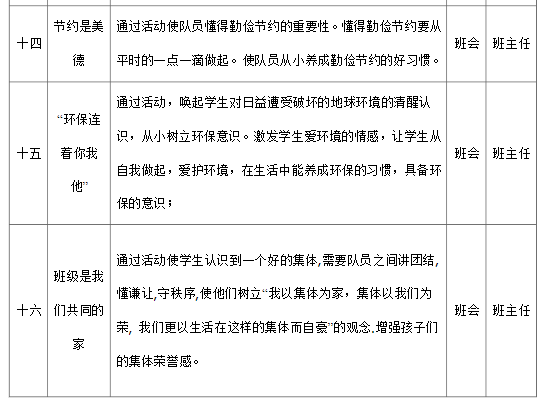 十四
节约是美
德
通过活动使队员懂得勤俭节约的重要性。懂得勤俭节约要从
平时的一点一滴做起。使队员从小养成勤俭节约的好习惯。
班会
班主任
十五
“环保连
着你我
他”
通过活动，唤起学生对日益遭受破坏的地球环境的清醒认
识，从小树立环保意识。激发学生爱环境的情感，让学生从
自我做起，爱护环境，在生活中能养成环保的习惯，具备环
保的意识；
班会
班主任
十六
班级是我
们共同的
家
通过活动使学生认识到一个好的集体,需要队员之间讲团结,
懂谦让,守秩序,使他们树立“我以集体为家，集体以我们为
荣, 我们更以生活在这样的集体而自豪”的观念.增强孩子们
的集体荣誉感。
班会
班主任